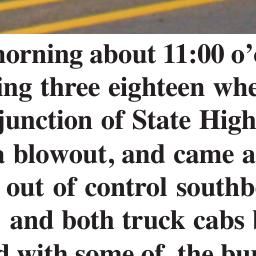 morning about 11:00 o'c
ing three eighteen whe
junction of State High
a blowout, and came a
out of control southb
and both truck cabs b
d with some of the bu